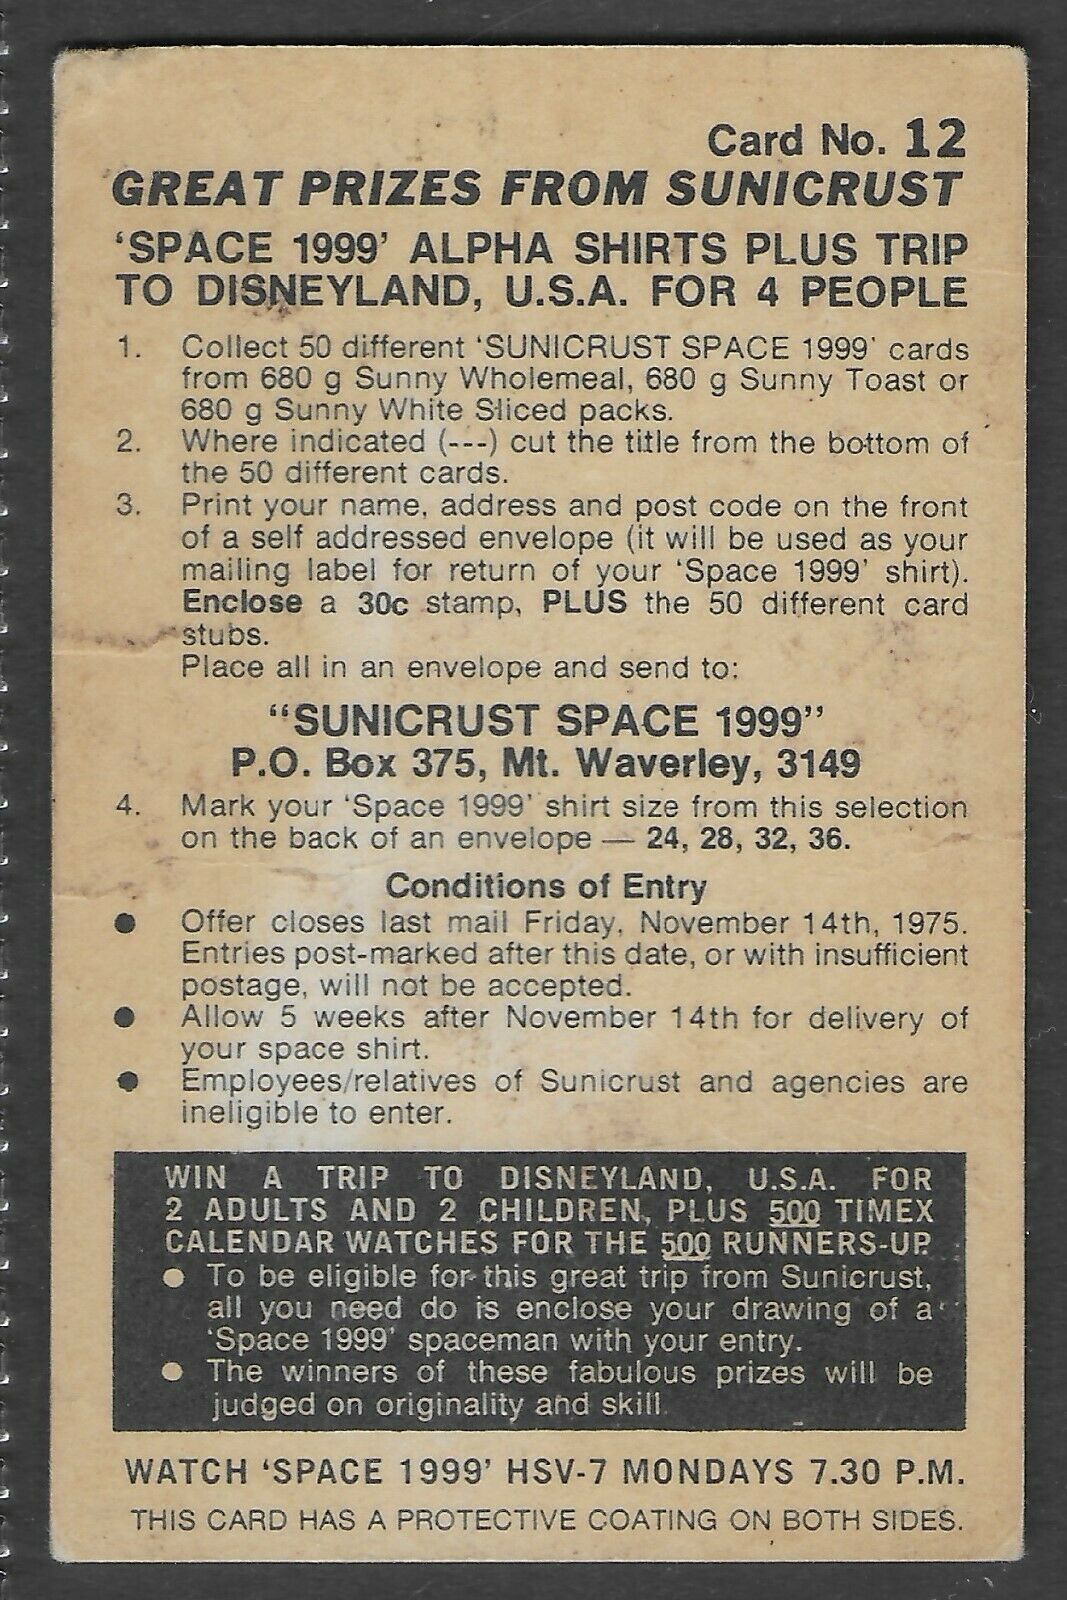 Card No. 12
GREAT PRIZES FROM SUNICRUST
'SPACE 1999' ALPHA SHIRTS PLUS TRIP
TO DISNEYLAND, U.S.A. FOR 4 PEOPLE
1. Collect 50 different 'SUNICRUST SPACE 1999' cards
from 680 g Sunny Wholemeal, 680 g Sunny Toast or
680 g Sunny White Sliced packs.
2. Where indicated (---) cut the title from the bottom of
the 50 different cards.
3. Print your name, address and post code on the front
of a self addressed envelope (it will be used as your
mailing label for return of your 'Space 1999' shirt).
Enclose a 30c stamp, PLUS the 50 different card
stubs.
Place all in an envelope and send to:
"SUNICRUST SPACE 1999"
P.O. Box 375, Mt. Waverley, 3149
4. Mark your 'Space 1999' shirt size from this selection
on the back of an envelope — 24, 28, 32, 36.
Conditions of Entry
● Offer closes last mail Friday, November 14th, 1975.
Entries post-marked after this date, or with insufficient
postage, will not be accepted.
● Allow 5 weeks after November 14th for delivery of
your space shirt.
● Employees/relatives of Sunicrust and agencies are
ineligible to enter.
WIN A TRIP TO DISNEYLAND, U.S.A. FOR
2 ADULTS AND 2 CHILDREN, PLUS 500 TIMEX
CALENDAR WATCHES FOR THE 500 RUNNERS-UP.
● To be eligible for this great trip from Sunicrust,
all you need do is enclose your drawing of a
'Space 1999' spaceman with your entry.
● The winners of these fabulous prizes will be
judged on originality and skill.
WATCH 'SPACE 1999' HSV-7 MONDAYS 7.30 P.M.
THIS CARD HAS A PROTECTIVE COATING ON BOTH SIDES.